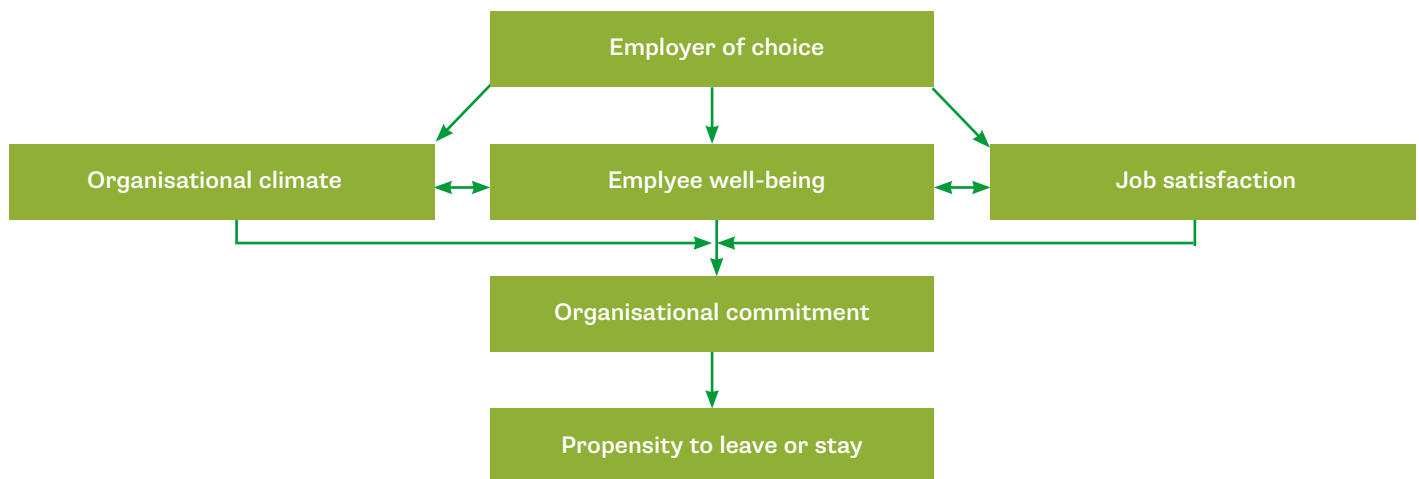 Employer of choice
Organisational climate
Emplyee well-being
Job satisfaction
Organisational commitment
Propensity to leave or stay